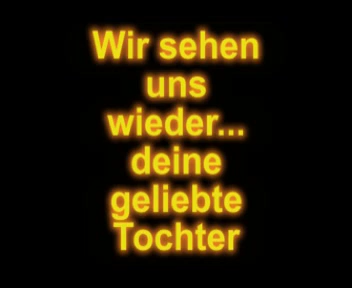 Wir sehen
uns
wieder...
deine
geliebte
Tochter